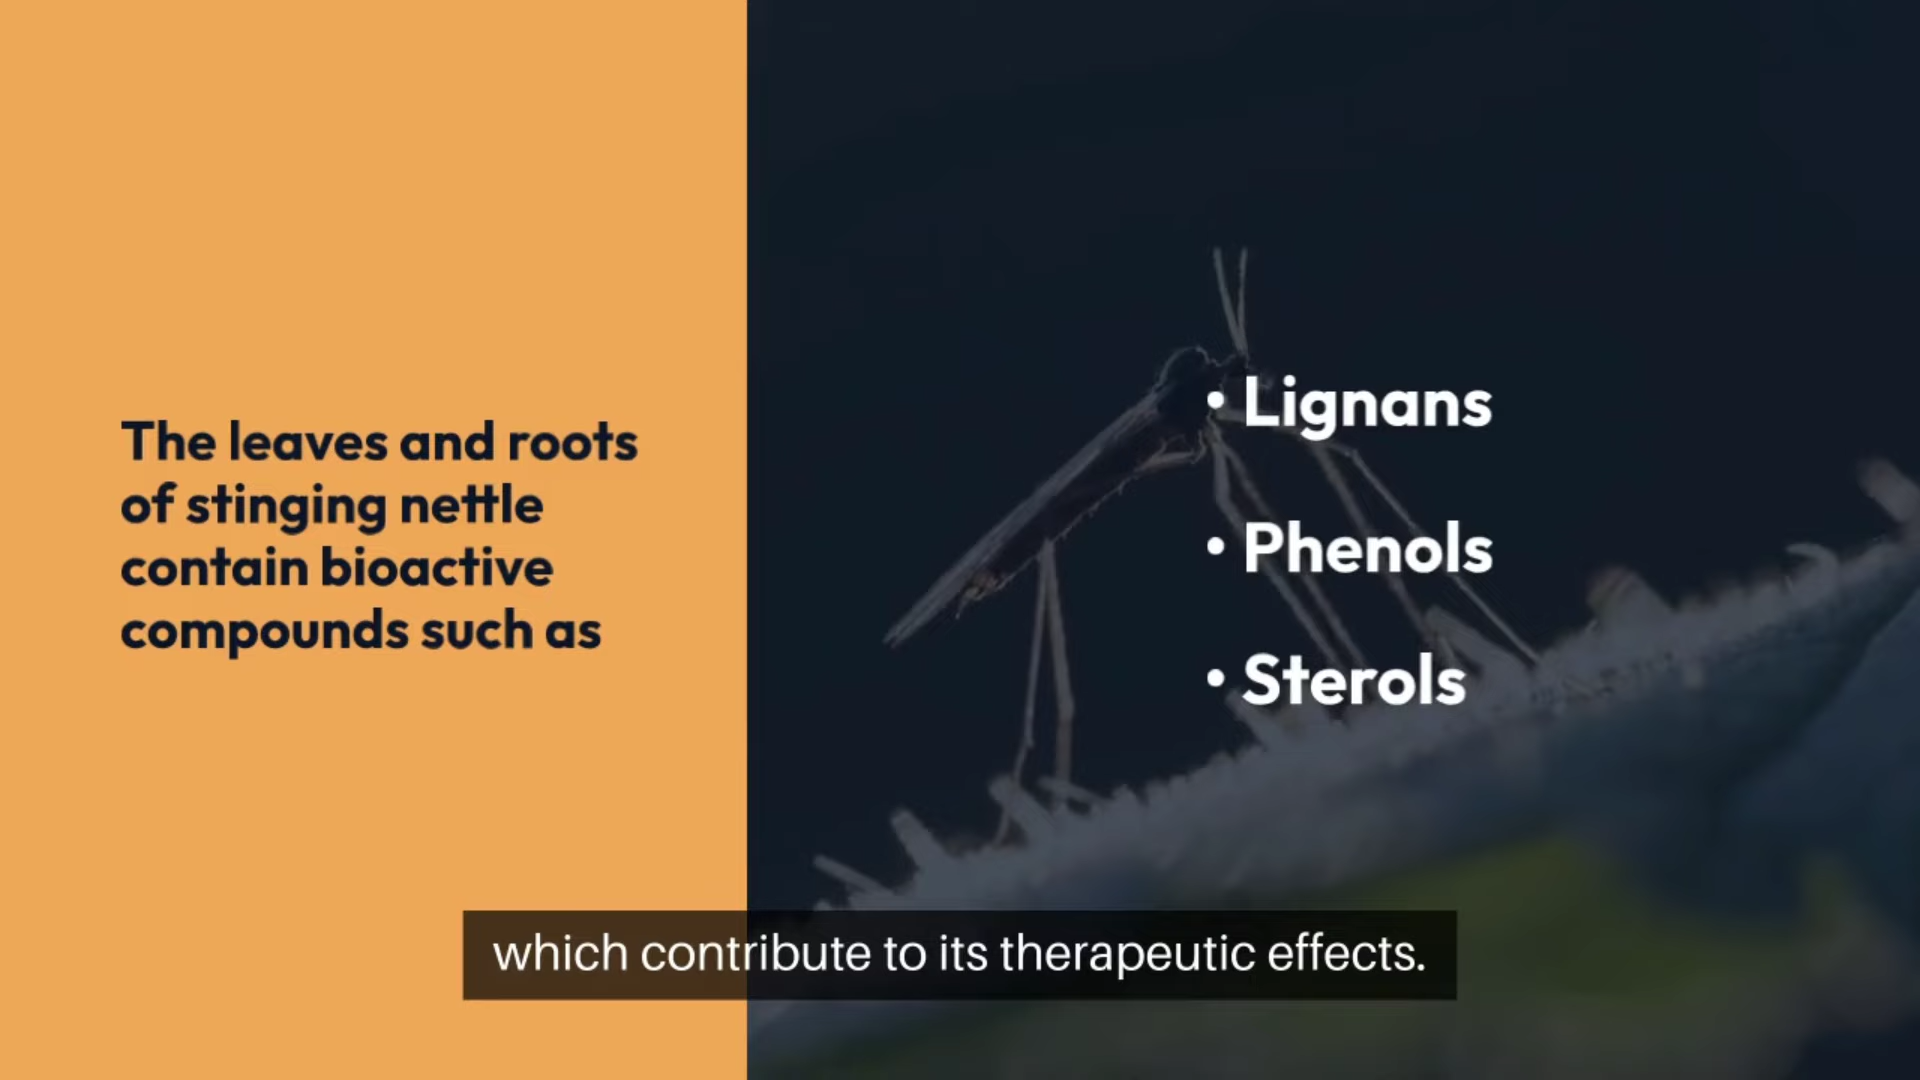 The leaves and roots
of stinging nettle
contain bioactive
compounds such as
• Lignans
• Phenols
• Sterols
which contribute to its therapeutic effects.